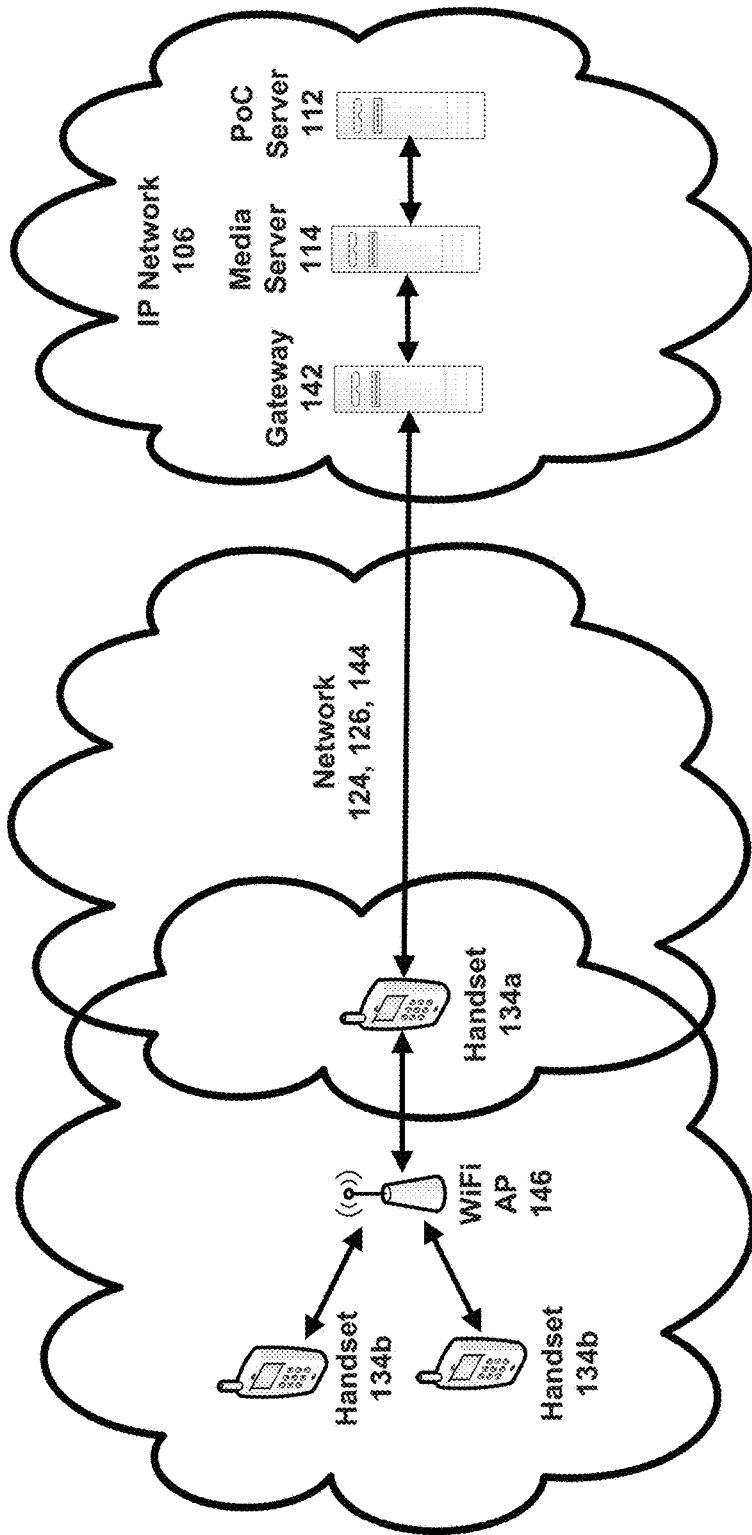 IP Network
106
Gateway
142
Media
Server
114
PoC
Server
112
Network
124, 126, 144
Handset
134a
WiFi
AP
146
Handset
134b
Handset
134b